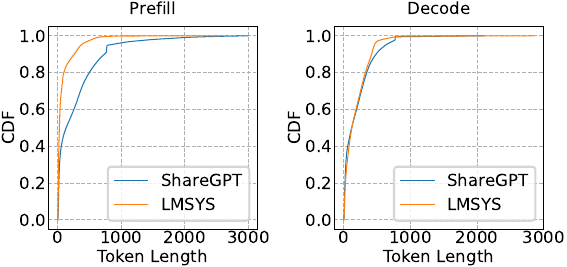 Prefill
1.0
0.8
0.6
0.4
0.2
0.0
CDF
ShareGPT
LMSYS
0 1000 2000 3000
Token Length
Decode
1.0
0.8
0.6
0.4
0.2
0.0
CDF
ShareGPT
LMSYS
0 1000 2000 3000
Token Length